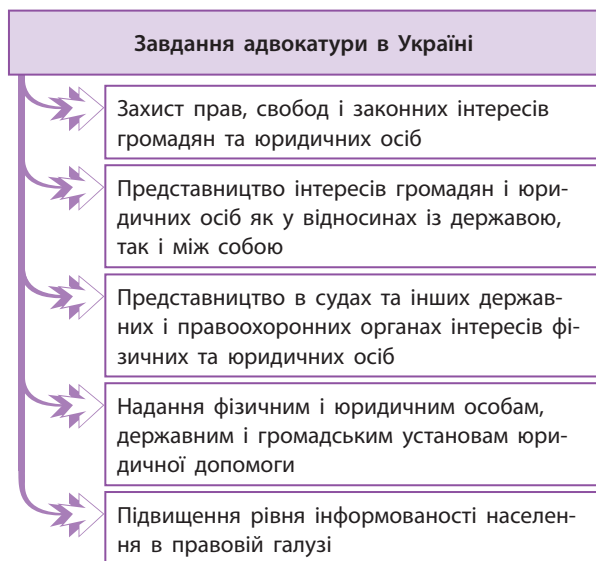 Завдання адвокатури в Україні
Захист прав, свобод і законних інтересів
громадян та юридичних осіб
Представництво інтересів громадян і юри-
дичних осіб як у відносинах із державою,
так і між собою
Представництво в судах та інших держав-
них і правоохоронних органах інтересів фі-
зичних та юридичних осіб
Надання фізичним і юридичним особам,
державним і громадським установам юри-
дичної допомоги
Підвищення рівня інформованості населен-
ня в правовій галузі